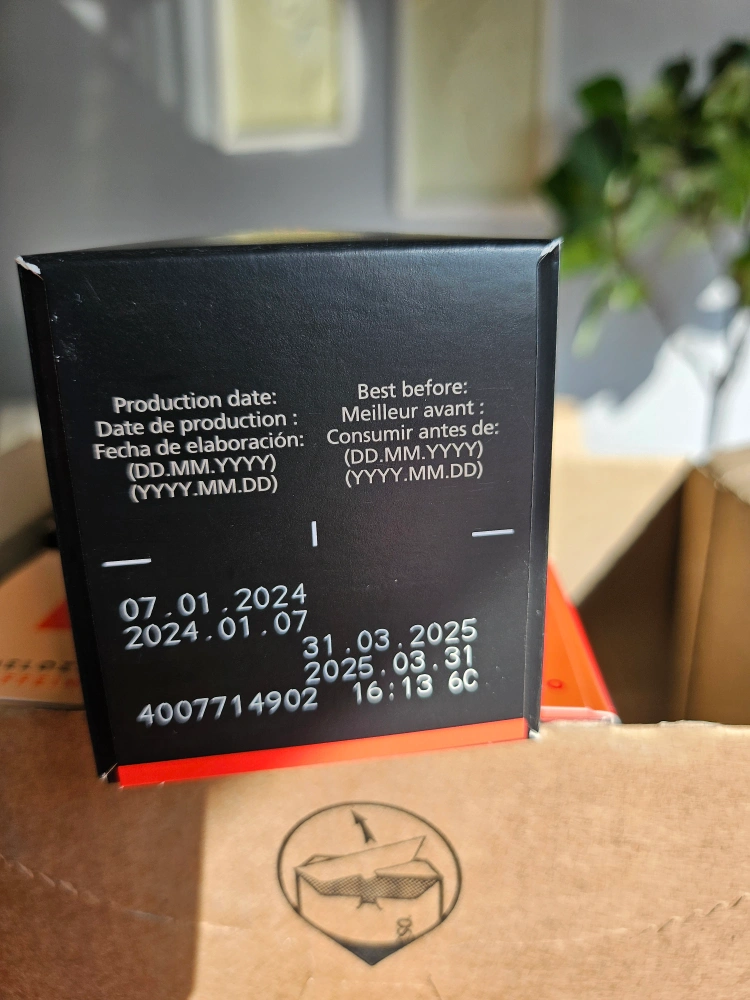 Production date:
Date de production :
Fecha de elaboración:
(DD.MM.YYYY)
(YYYY.MM.DD)
Best before:
Meilleur avant :
Consumir antes de:
(DD.MM.YYYY)
(YYYY.MM.DD)
07.01.2024
2024.01.07
31.03.2025
2025.03.31
4007714902 16:13 6C